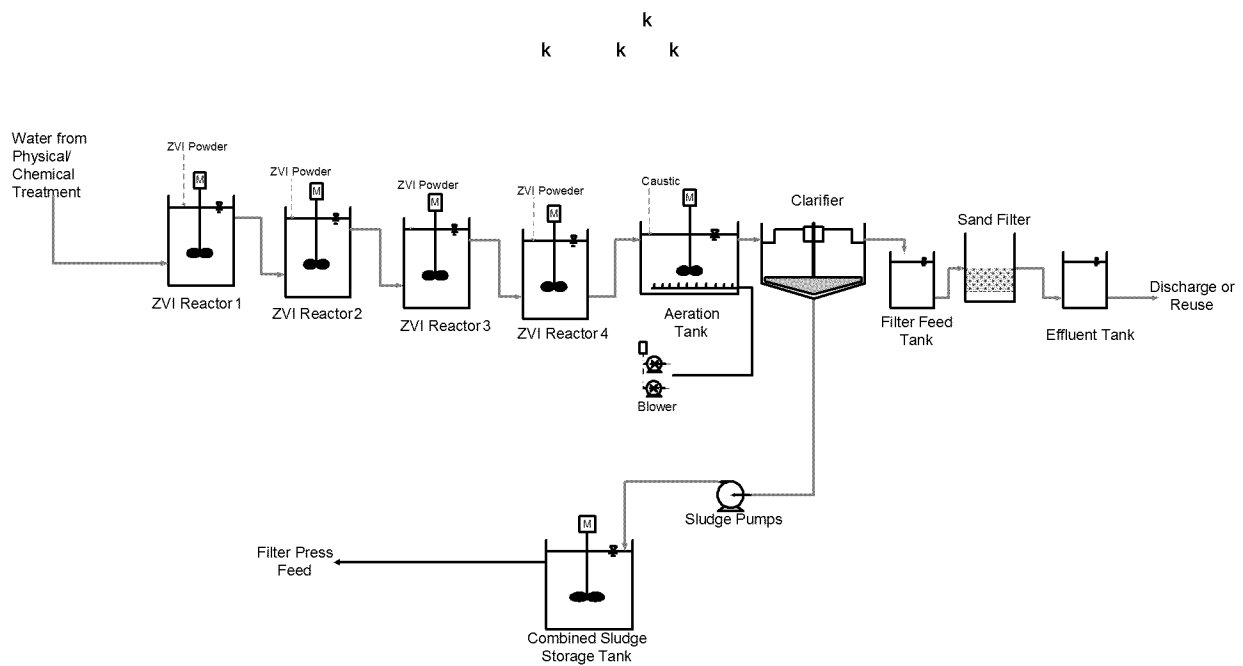 k
k k k
Water from
Physical/
Chemical
Treatment
ZVI Powder
M
ZVI Reactor 1
ZVI Powder
M
ZVI Reactor 2
ZVI Powder
M
ZVI Reactor 3
ZVI Poweder
M
ZVI Reactor 4
Caustic
M
Aeration
Tank
Blower
Clarifier
Filter Feed
Tank
Sand Filter
Effluent Tank
Discharge or
Reuse
Sludge Pumps
M
Combined Sludge
Storage Tank
Filter Press
Feed